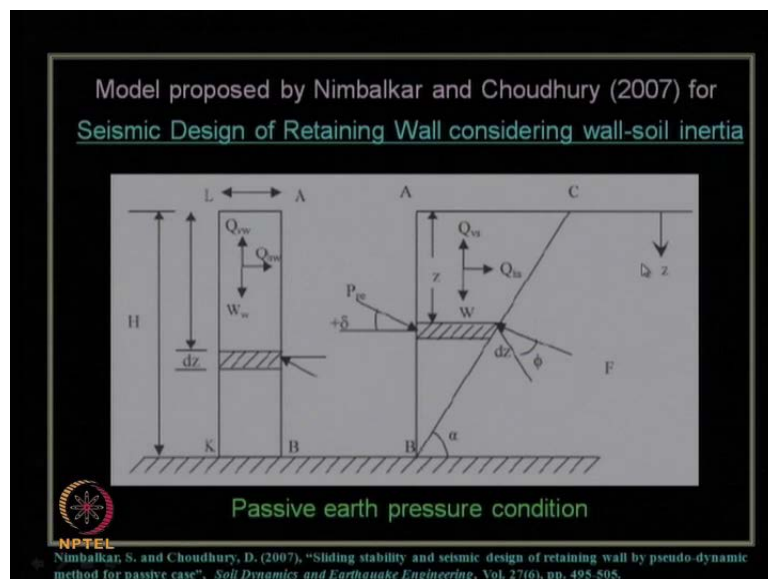 Model proposed by Nimbalkar and Choudhury (2007) for
Seismic Design of Retaining Wall considering wall-soil inertia
L A A C
Qvw Qvs
Qhw z Qhs z
Ppe
Ww W
+δ
H
dz dz ϕ F
α
K B B
Passive earth pressure condition
NPTEL
Nimbalkar, S. and Choudhury, D. (2007), "Sliding stability and seismic design of retaining wall by pseudo-dynamic
method for passive case", Soil Dynamics and Earthquake Engineering, Vol. 27(6), pp. 495-505.